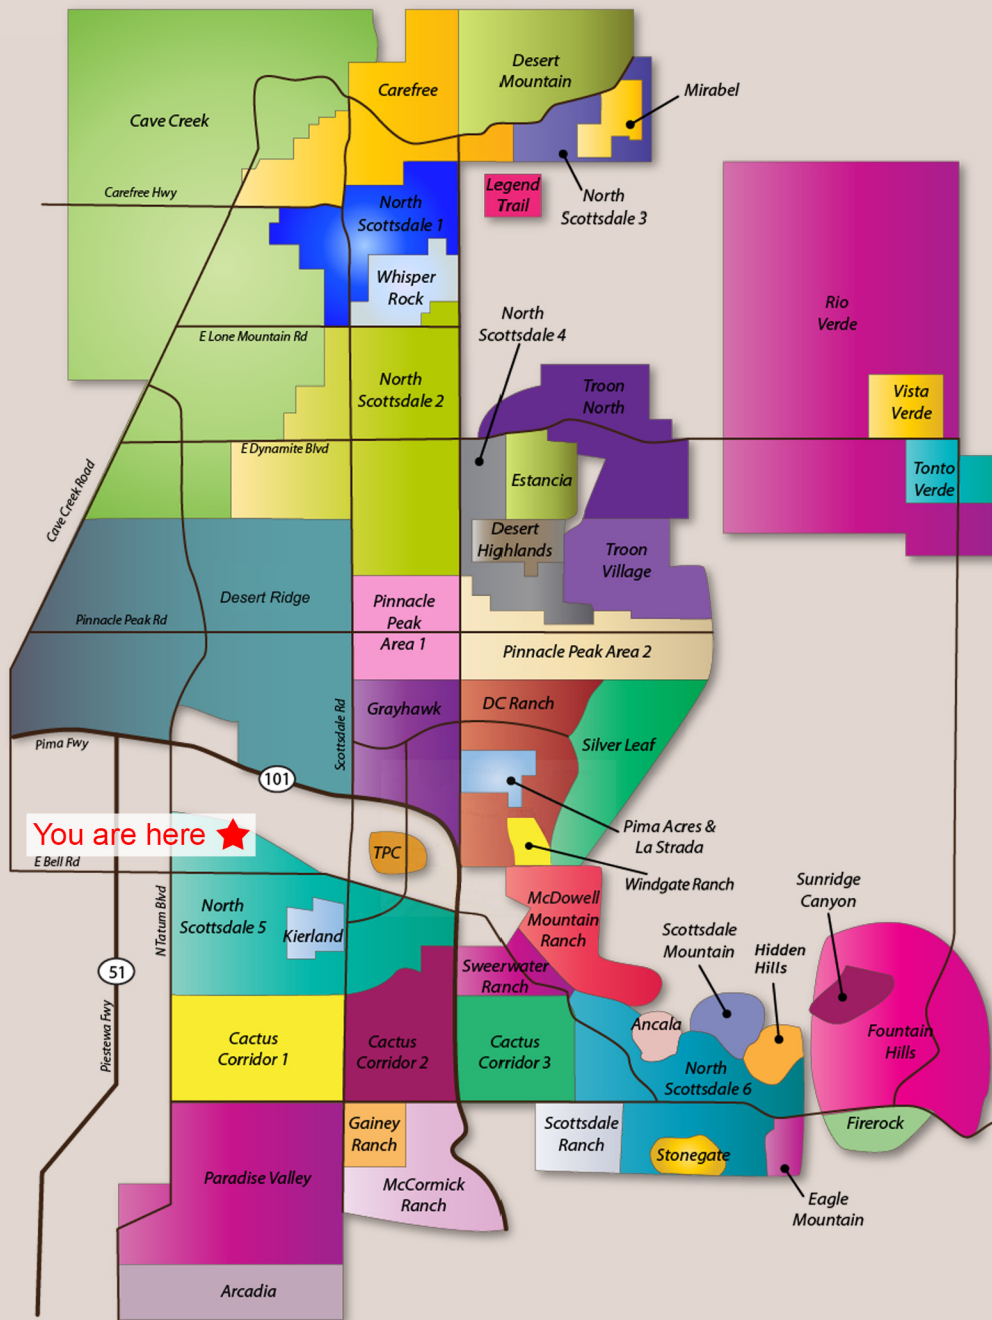 Cave Creek
Carefree
Desert
Mountain
Mirabel
Carefree Hwy
North
Scottsdale 1
Legend
Trail
North
Scottsdale 3
Whisper
Rock
Rio
Verde
E Lone Mountain Rd
North
Scottsdale 4
North
Scottsdale 2
Troon
North
Vista
Verde
E Dynamite Blvd
Cave Creek Road
Estancia
Tonto
Verde
Desert
Highlands
Troon
Village
Desert Ridge
Pinnacle Peak Rd
Pinnacle
Peak
Area 1
Pinnacle Peak Area 2
Grayhawk
Scottsdale Rd
DC Ranch
Silver Leaf
Pima Fwy
101
You are here
TPC
Pima Acres &
La Strada
E Bell Rd
Windgate Ranch
N Tatum Blvd
North
Scottsdale 5
Kierland
McDowell
Mountain
Ranch
Sunridge
Canyon
Scottsdale
Mountain
Hidden
Hills
51
Piestewa Fwy
Sweerwater
Ranch
Ancala
Fountain
Hills
Cactus
Corridor 1
Cactus
Corridor 2
Cactus
Corridor 3
North
Scottsdale 6
Gainey
Ranch
Scottsdale
Ranch
Stonegate
Firerock
Paradise Valley
McCormick
Ranch
Eagle
Mountain
Arcadia